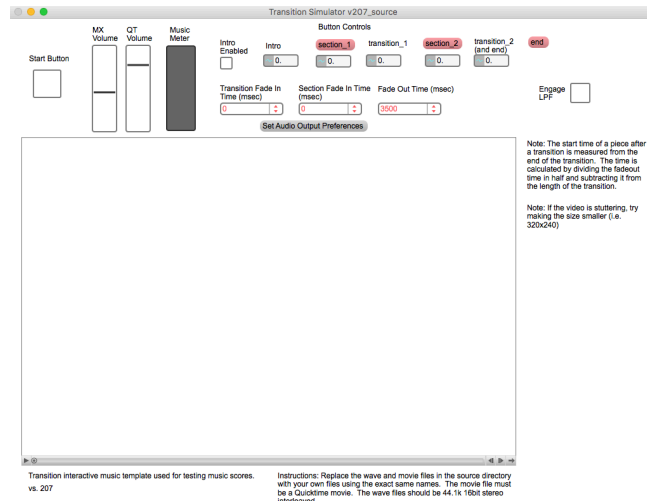 Transition Simulator v207_source
Button Controls
Start Button
MX
Volume
QT
Volume
Music
Meter
Intro
Enabled
Intro
section_1
transition_1
section_2
transition_2
(and end)
end
0.
0.
0.
0.
0.
Transition Fade In
Time (msec)
Section Fade In Time
(msec)
Fade Out Time (msec)
0
0
3500
Engage
LPF
Set Audio Output Preferences
Note: The start time of a piece after
a transition is measured from the
end of the transition. The time is
calculated by dividing the fadeout
time in half and subtracting it from
the length of the transition.
Note: If the video is stuttering, try
making the size smaller (i.e.
320x240)
Transition interactive music template used for testing music scores.
vs. 207
Instructions: Replace the wave and movie files in the source directory
with your own files using the exact same names. The movie file must
be a Quicktime movie. The wave files should be 44.1k 16bit stereo
interleaved